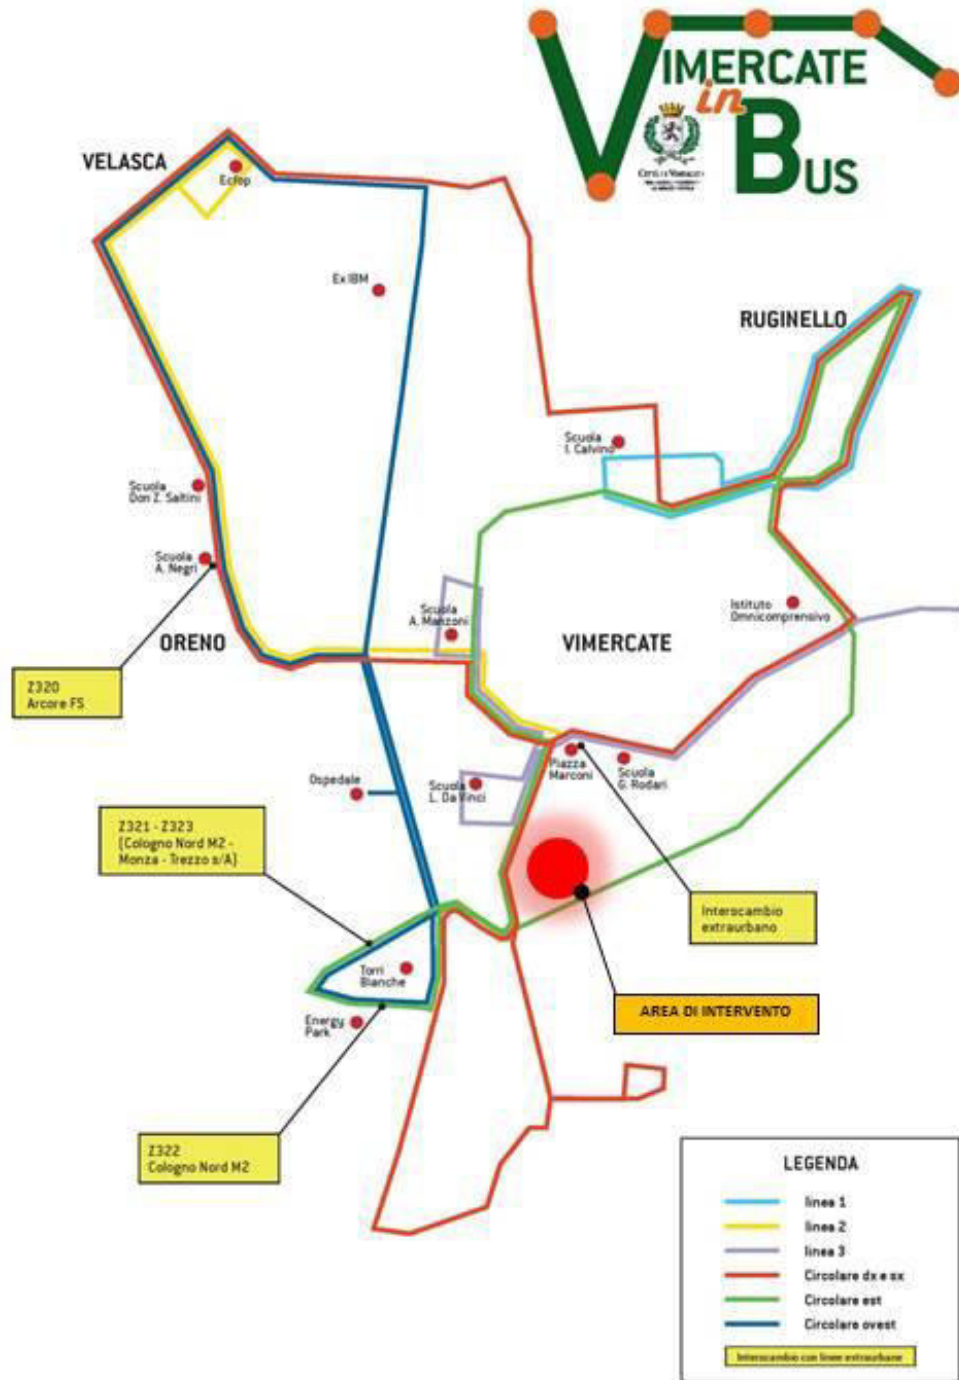 VIMERCATE
in
BUS
VELASCA
Ecfop
Ex IBM
RUGINELLO
Scuola
I. Calvino
Scuola
Don Z. Saltini
Scuola
A. Negri
Scuola
A. Manzoni
Istituto
Omnicomprensivo
ORENO
VIMERCATE
Z320
Arcore FS
Piazza
Marconi
Scuola
G. Rodari
Ospedale
Scuola
L. Da Vinci
Z321 - Z323
(Cologno Nord M2 -
Monza - Trezzo s/A)
Interscambio
extraurbano
Torri
Bianche
AREA DI INTERVENTO
Energy
Park
Z322
Cologno Nord M2
LEGENDA
linea 1
linea 2
linea 3
Circolare dx e sx
Circolare est
Circolare ovest
Interscambio con linee extraurbane